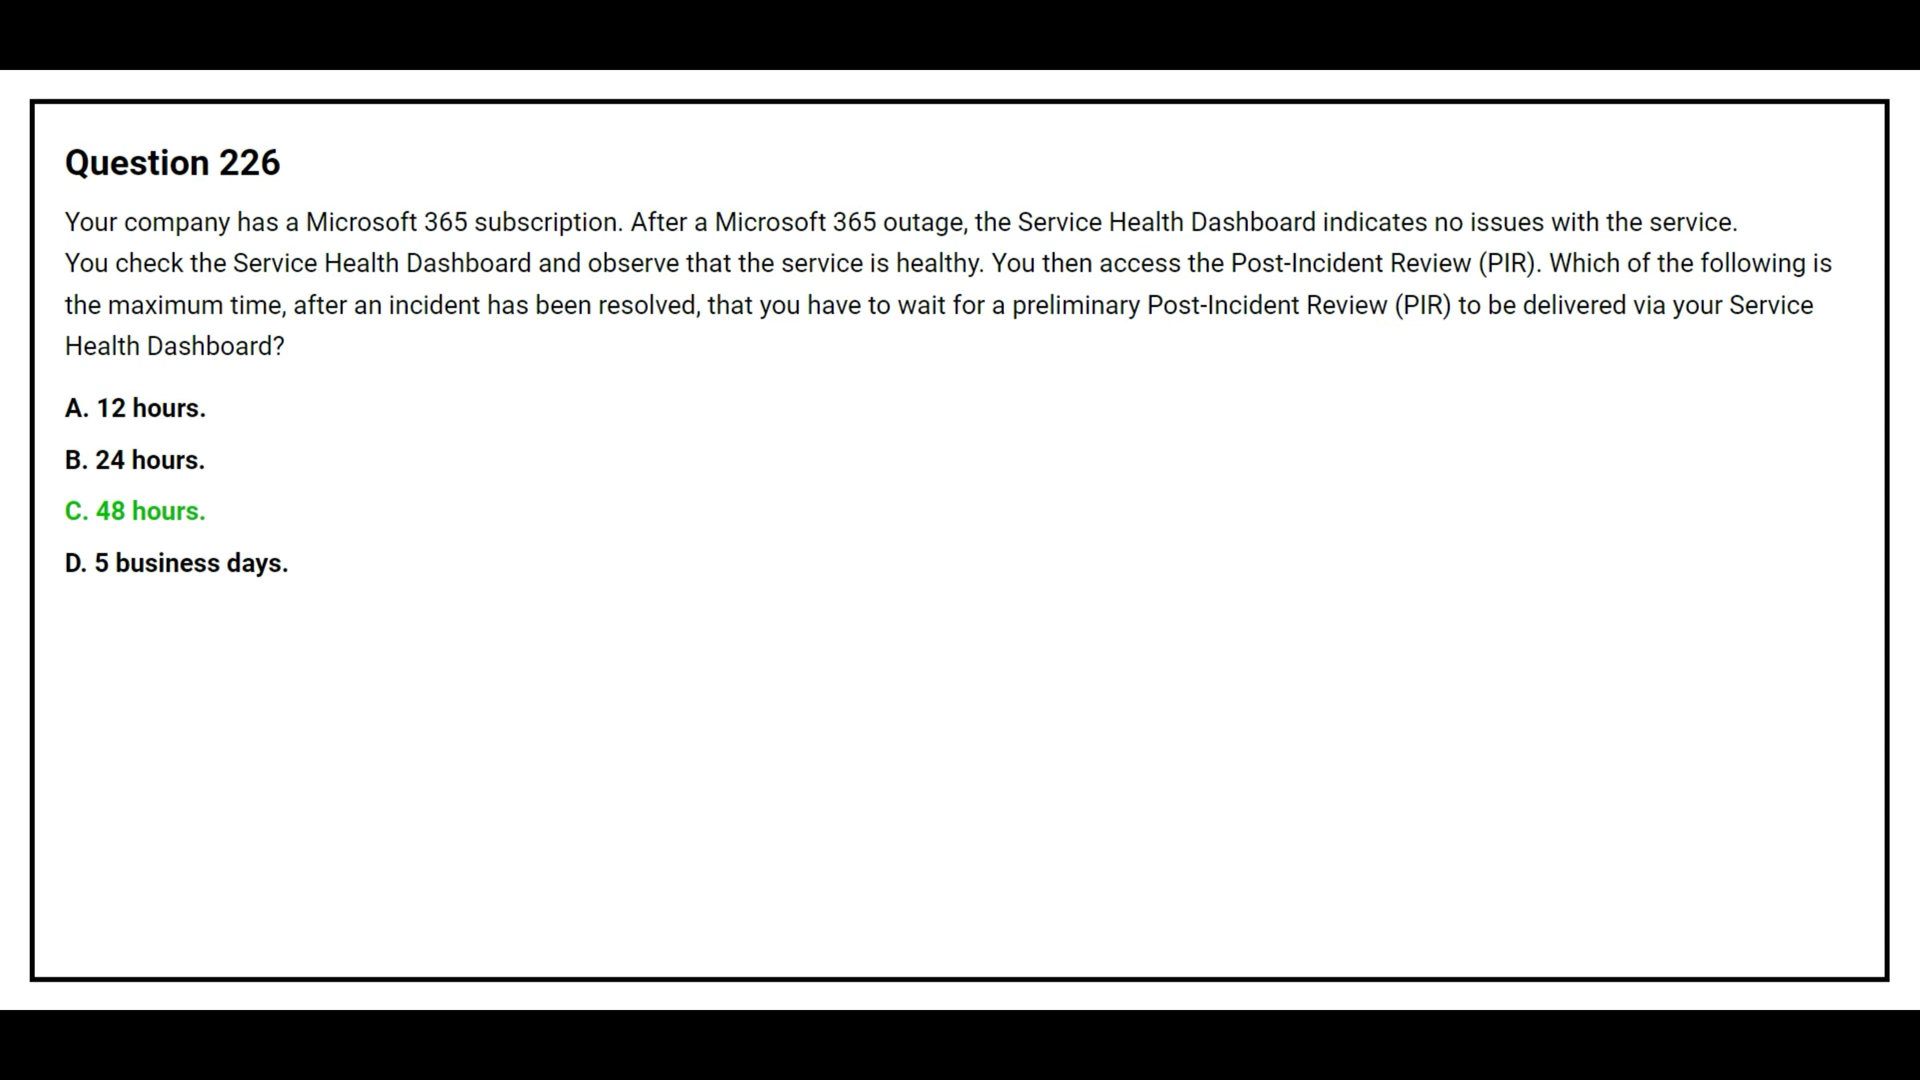 Question 226
Your company has a Microsoft 365 subscription. After a Microsoft 365 outage, the Service Health Dashboard indicates no issues with the service.
You check the Service Health Dashboard and observe that the service is healthy. You then access the Post-Incident Review (PIR). Which of the following is
the maximum time, after an incident has been resolved, that you have to wait for a preliminary Post-Incident Review (PIR) to be delivered via your Service
Health Dashboard?
A. 12 hours.
B. 24 hours.
C. 48 hours.
D. 5 business days.